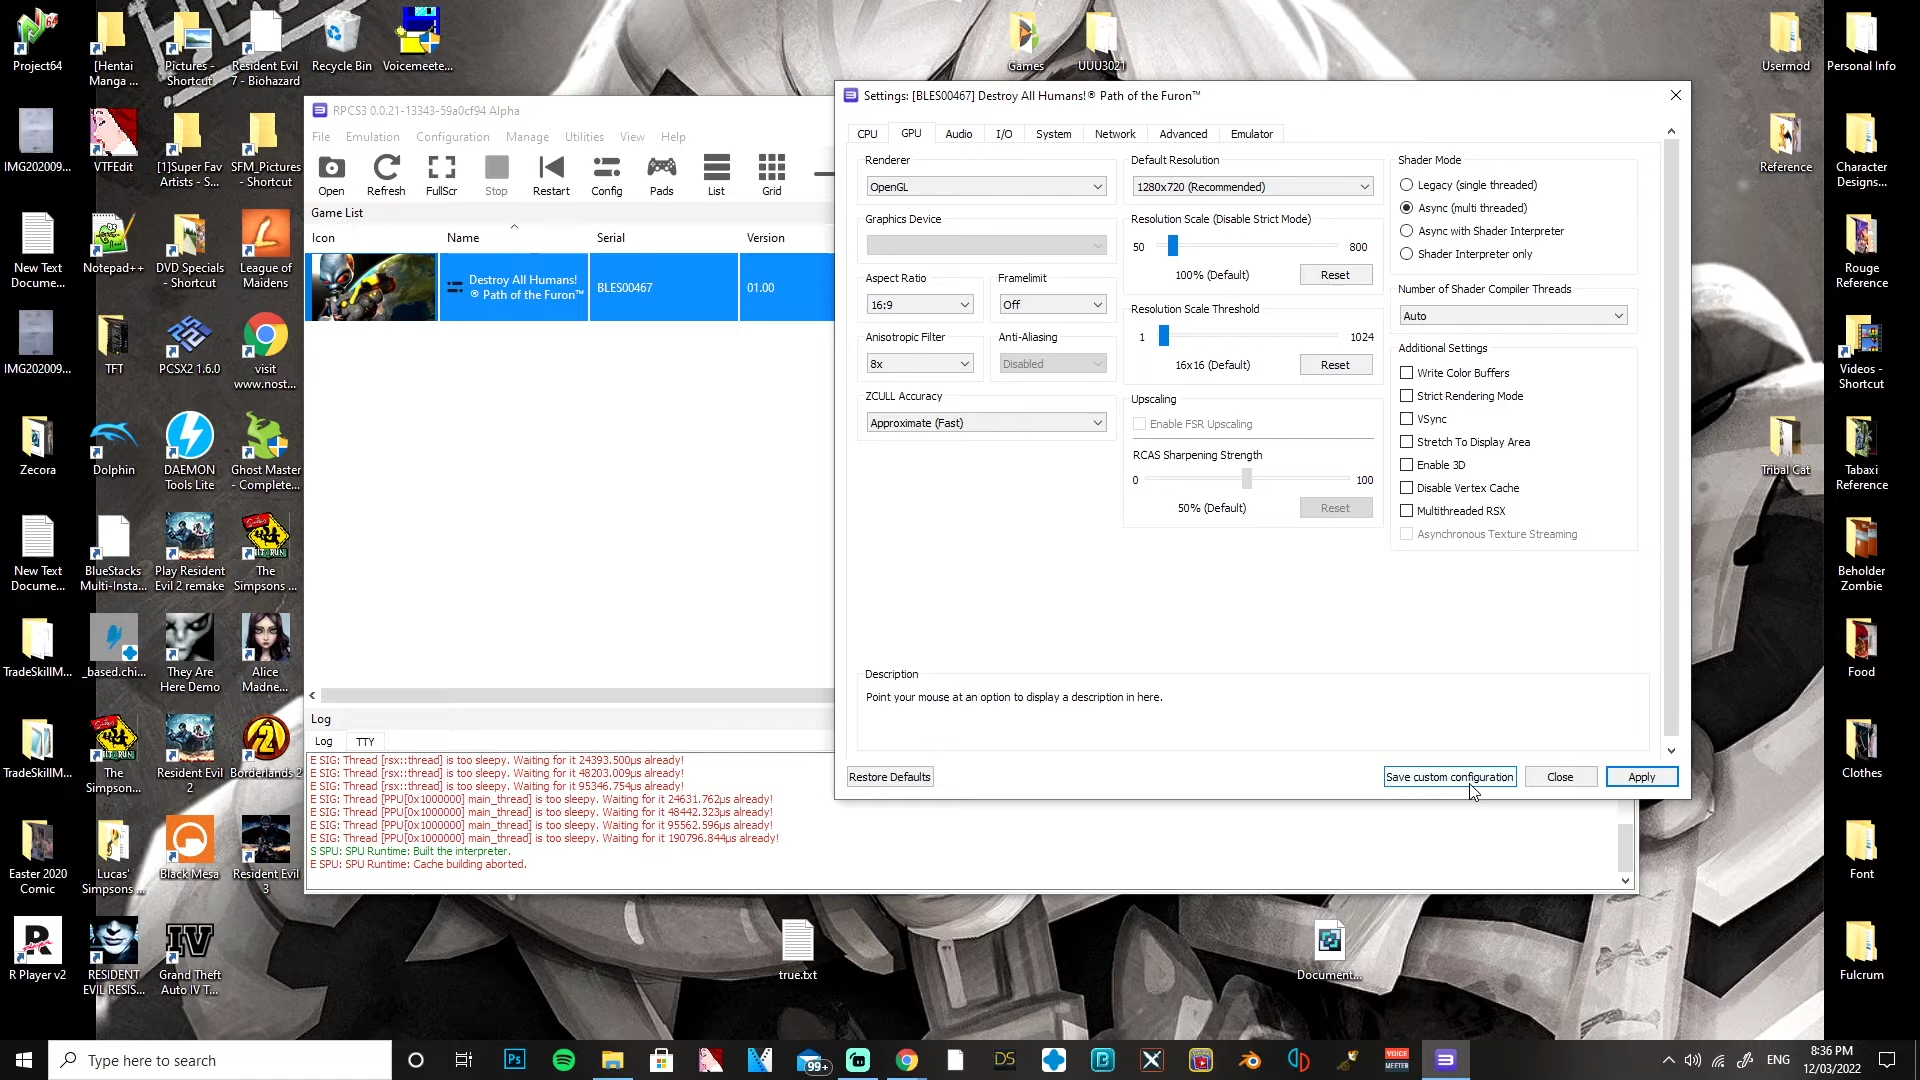 Project64
[Hentai
Manga ...
Pictures -
Shortcut
Resident Evil
7 - Biohazard
Recycle Bin
Voicemeete...
Games
UUU3021
Usermod
Personal Info
IMG202009...
VTFEdit
[1]Super Fav
Artists - S...
SFM_Pictures
- Shortcut
Reference
Character
Designs...
New Text
Docume...
Notepad++
DVD Specials
- Shortcut
League of
Maidens
Rouge
Reference
IMG202009...
TFT
PCSX2 1.6.0
visit
www.nost...
Videos -
Shortcut
Zecora
Dolphin
DAEMON
Tools Lite
Ghost Master
- Complete...
Tribal Cat
Tabaxi
Reference
New Text
Docume...
BlueStacks
Multi-Insta...
Play Resident
Evil 2 remake
The
Simpsons ...
Beholder
Zombie
TradeSkillM...
_based.chi...
They Are
Here Demo
Alice
Madne...
Food
TradeSkillM...
The
Simpson...
Resident Evil
2
Borderlands 2
Clothes
Easter 2020
Comic
Lucas'
Simpsons ...
Black Mesa
Resident Evil
3
Font
R Player v2
RESIDENT
EVIL RESIS...
Grand Theft
Auto IV T...
true.txt
Document...
Fulcrum
RPCS3 0.0.21-13343-59a0cf94 Alpha
File Emulation Configuration Manage Utilities View Help
Open Refresh FullScr Stop Restart Config Pads List Grid
Game List
Icon Name Serial Version
Destroy All Humans!
® Path of the Furon™
BLES00467
01.00
Log
Log TTY
E SIG: Thread [rsx::thread] is too sleepy. Waiting for it 24393.500µs already!
E SIG: Thread [rsx::thread] is too sleepy. Waiting for it 48203.009µs already!
E SIG: Thread [rsx::thread] is too sleepy. Waiting for it 95346.754µs already!
E SIG: Thread [PPU[0x1000000] main_thread] is too sleepy. Waiting for it 24631.762µs already!
E SIG: Thread [PPU[0x1000000] main_thread] is too sleepy. Waiting for it 48442.323µs already!
E SIG: Thread [PPU[0x1000000] main_thread] is too sleepy. Waiting for it 95562.596µs already!
E SIG: Thread [PPU[0x1000000] main_thread] is too sleepy. Waiting for it 190796.844µs already!
S SPU: SPU Runtime: Built the interpreter.
E SPU: SPU Runtime: Cache building aborted.
Settings: [BLES00467] Destroy All Humans!® Path of the Furon™
CPU GPU Audio I/O System Network Advanced Emulator
Renderer
OpenGL
Graphics Device
Aspect Ratio
16:9
Framelimit
Off
Anisotropic Filter
8x
Anti-Aliasing
Disabled
ZCULL Accuracy
Approximate (Fast)
Default Resolution
1280x720 (Recommended)
Resolution Scale (Disable Strict Mode)
50 800
100% (Default) Reset
Resolution Scale Threshold
1 1024
16x16 (Default) Reset
Upscaling
Enable FSR Upscaling
RCAS Sharpening Strength
0 100
50% (Default) Reset
Shader Mode
Legacy (single threaded)
Async (multi threaded)
Async with Shader Interpreter
Shader Interpreter only
Number of Shader Compiler Threads
Auto
Additional Settings
Write Color Buffers
Strict Rendering Mode
VSync
Stretch To Display Area
Enable 3D
Disable Vertex Cache
Multithreaded RSX
Asynchronous Texture Streaming
Description
Point your mouse at an option to display a description in here.
Restore Defaults Save custom configuration Close Apply
Type here to search
Ps
99+
DS
VOICE
MEETER
ENG
8:36 PM
12/03/2022